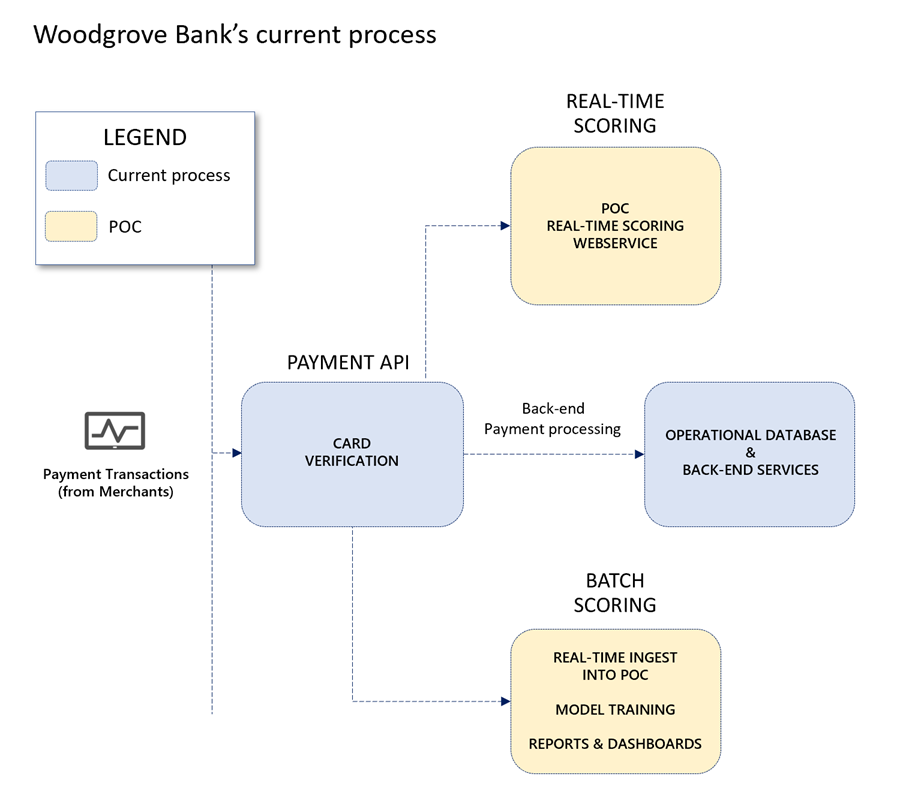 Woodgrove Bank’s current process
LEGEND
Current process
POC
REAL-TIME
SCORING
POC
REAL-TIME SCORING
WEBSERVICE
PAYMENT API
CARD
VERIFICATION
Payment Transactions
(from Merchants)
Back-end
Payment processing
OPERATIONAL DATABASE
&
BACK-END SERVICES
BATCH
SCORING
REAL-TIME INGEST
INTO POC
MODEL TRAINING
REPORTS & DASHBOARDS